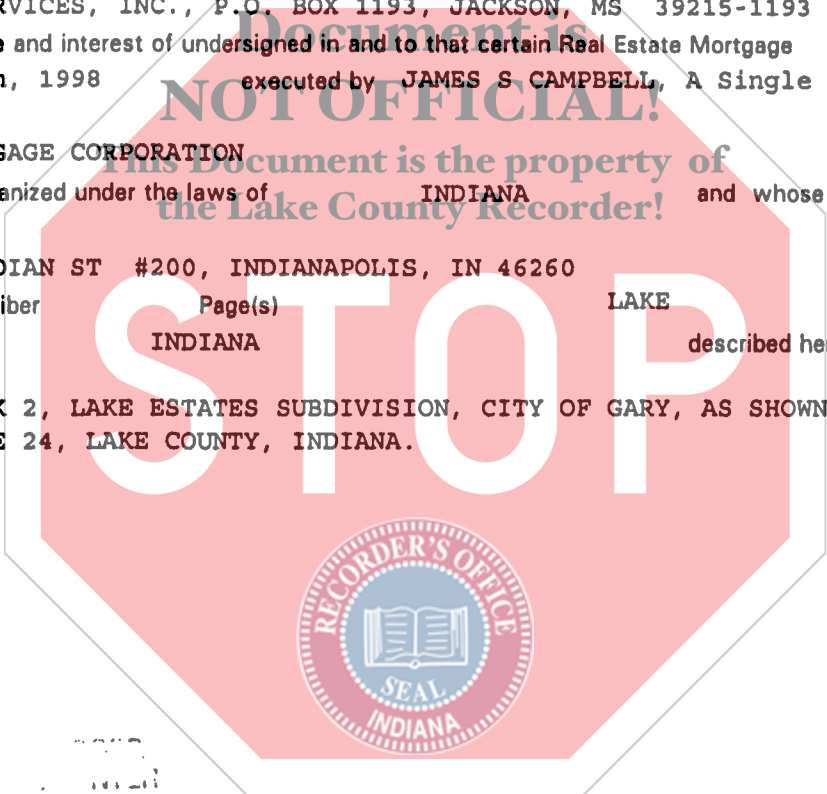 RVICES, INC., P.O. BOX 1193, JACKSON, MS 39215-1193
Document is
and interest of undersigned in and to that certain Real Estate Mortgage
, 1998 executed by JAMES S CAMPBELL, A Single
NOT OFFICIAL!
GAGE CORPORATION
This Document is the property of
anized under the laws of INDIANA and whose
the Lake County Recorder!
DIAN ST #200, INDIANAPOLIS, IN 46260
iber Page(s) LAKE
INDIANA described he
STOP
K 2, LAKE ESTATES SUBDIVISION, CITY OF GARY, AS SHOWN
E 24, LAKE COUNTY, INDIANA.
RECORDER'S OFFICE
SEAL
INDIANA